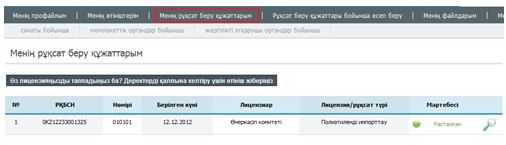 Менің профайлым | Менің өтініштерім | Менің рұқсат беру құжаттарым | Рұқсат беру құжаттары бойынша есеп беру | Менің файлдарым | Менің
санаты бойынша мемлекеттік органдар бойынша жергілікті атқарушы органдар бойынша
Менің рұқсат беру құжаттарым
Өз лицензияңызды таппадыңыз ба? Деректерді қалпына келтіру үшін өтініш жіберіңіз
№ РҚБСН Нөмірі Берілген күні Лицензиар Лицензия/рұқсат түрі Мәртебесі
1 0KZ12233001325 010101 12.12.2012 Өнеркәсіп комитеті Полиэтиленді импорттау Расталған